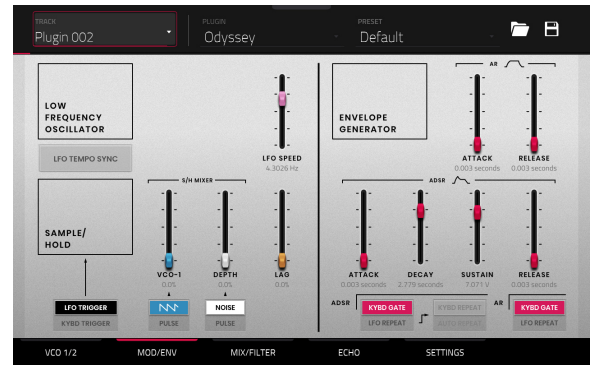 TRACK
Plugin 002
PLUGIN
Odyssey
PRESET
Default
LOW
FREQUENCY
OSCILLATOR
LFO TEMPO SYNC
LFO SPEED
4.3026 Hz
SAMPLE/
HOLD
S/H MIXER
VCO-1
0.0%
DEPTH
0.0%
LAG
0.0%
LFO TRIGGER
KYBD TRIGGER
PULSE
NOISE
PULSE
ENVELOPE
GENERATOR
AR
ATTACK
0.003 seconds
RELEASE
0.003 seconds
ADSR
ATTACK
0.003 seconds
DECAY
2.779 seconds
SUSTAIN
7.071 V
RELEASE
0.003 seconds
ADSR
KYBD GATE
LFO REPEAT
KYBD REPEAT
AUTO REPEAT
AR
KYBD GATE
LFO REPEAT
VCO 1/2
MOD/ENV
MIX/FILTER
ECHO
SETTINGS